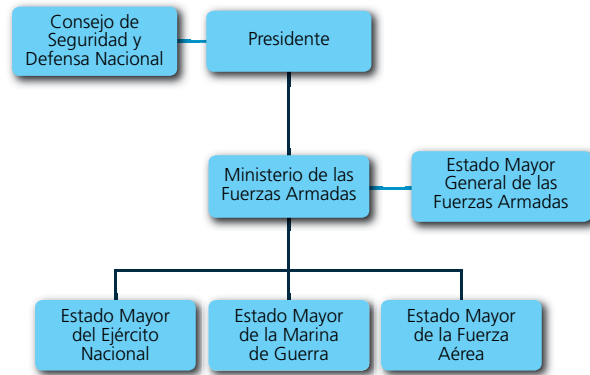 Consejo de
Seguridad y
Defensa Nacional
Presidente
Ministerio de las
Fuerzas Armadas
Estado Mayor
General de las
Fuerzas Armadas
Estado Mayor
del Ejército
Nacional
Estado Mayor
de la Marina
de Guerra
Estado Mayor
de la Fuerza
Aérea